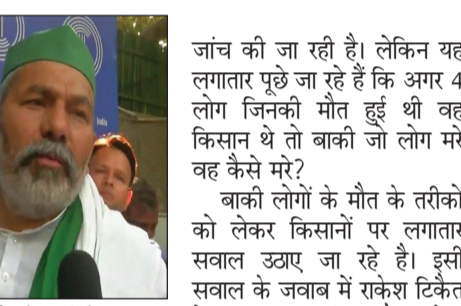 जांच की जा रही है। लेकिन यह
लगातार पूछे जा रहे हैं कि अगर 4
लोग जिनकी मौत हुई थी वह
किसान थे तो बाकी जो लोग मरे
वह कैसे मरे?
बाकी लोगों के मौत के तरीको
को लेकर किसानों पर लगातार
सवाल उठाए जा रहे है। इसी
सवाल के जवाब में राकेश टिकैत